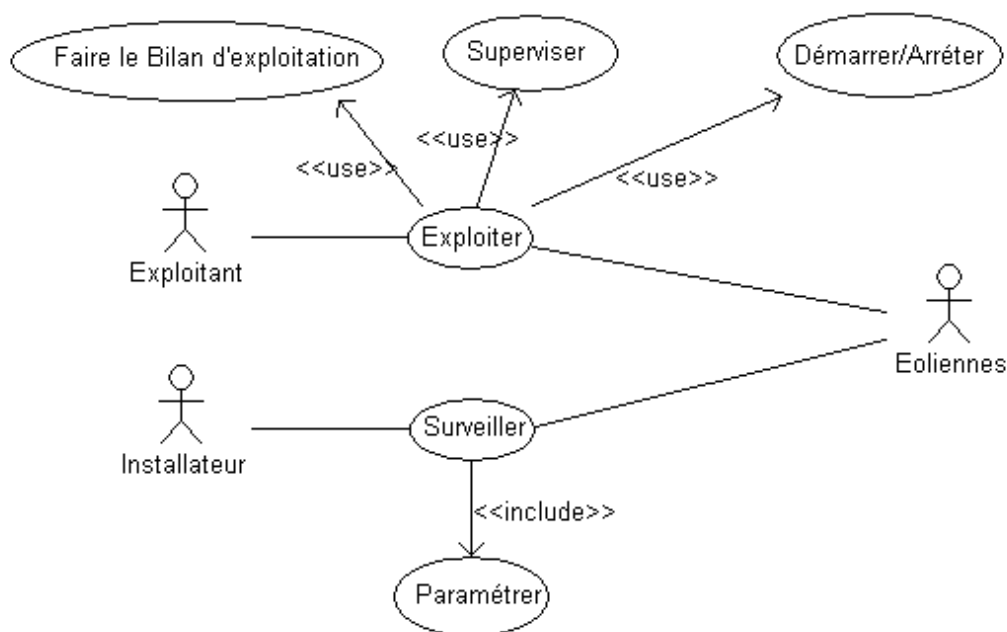 Faire le Bilan d'exploitation
Superviser
Démarrer/Arréter
<<use>>
<<use>>
<<use>>
Exploiter
Exploitant
Eoliennes
Surveiller
Installateur
<<include>>
Paramétrer